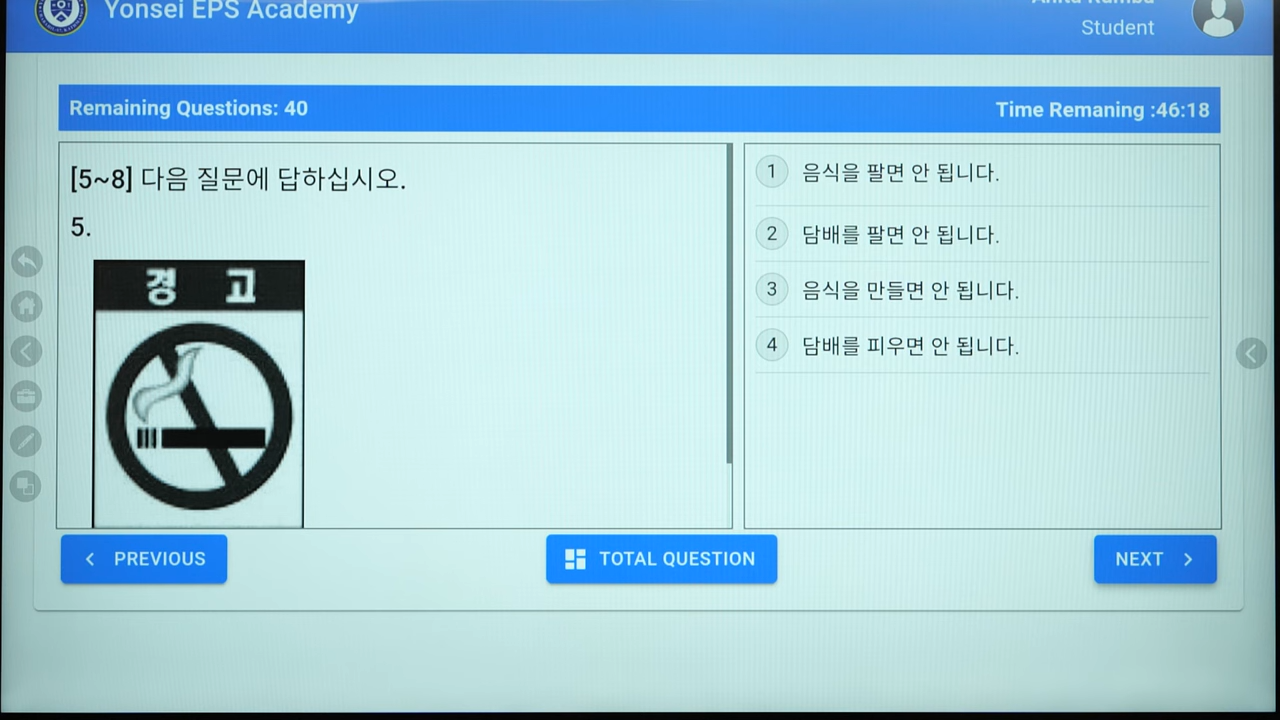 Yonsei EPS Academy
Student
Remaining Questions: 40
Time Remaning :46:18
[5~8] 다음 질문에 답하십시오.
5.
경 고
1 음식을 팔면 안 됩니다.
2 담배를 팔면 안 됩니다.
3 음식을 만들면 안 됩니다.
4 담배를 피우면 안 됩니다.
PREVIOUS
TOTAL QUESTION
NEXT